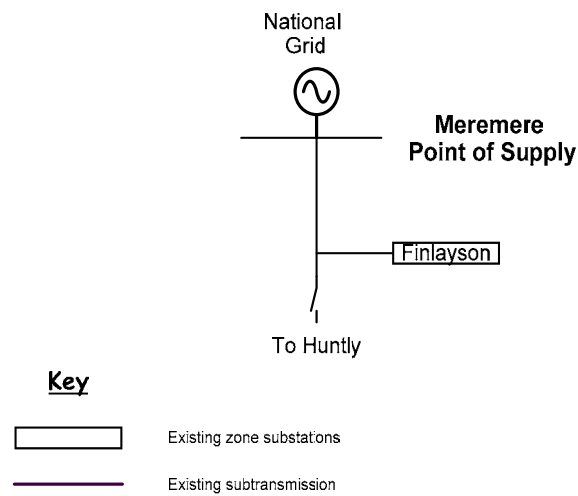 National
Grid
Meremere
Point of Supply
Finlayson
To Huntly
Key
Existing zone substations
Existing subtransmission